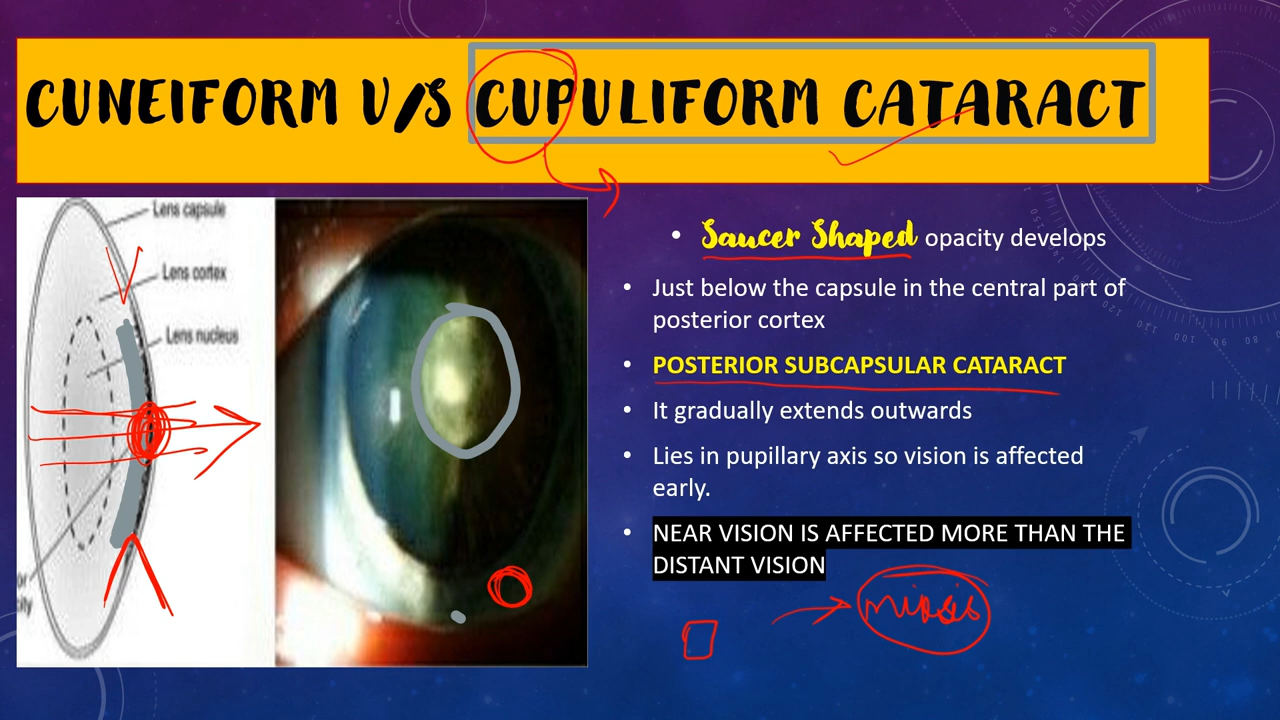 CUNEIFORM V/S CUPULIFORM CATARACT
Lens capsule
Lens cortex
Lens nucleus
• Saucer Shaped opacity develops
• Just below the capsule in the central part of
posterior cortex
• POSTERIOR SUBCAPSULAR CATARACT
• It gradually extends outwards
• Lies in pupillary axis so vision is affected
early.
• NEAR VISION IS AFFECTED MORE THAN THE
DISTANT VISION
miosis